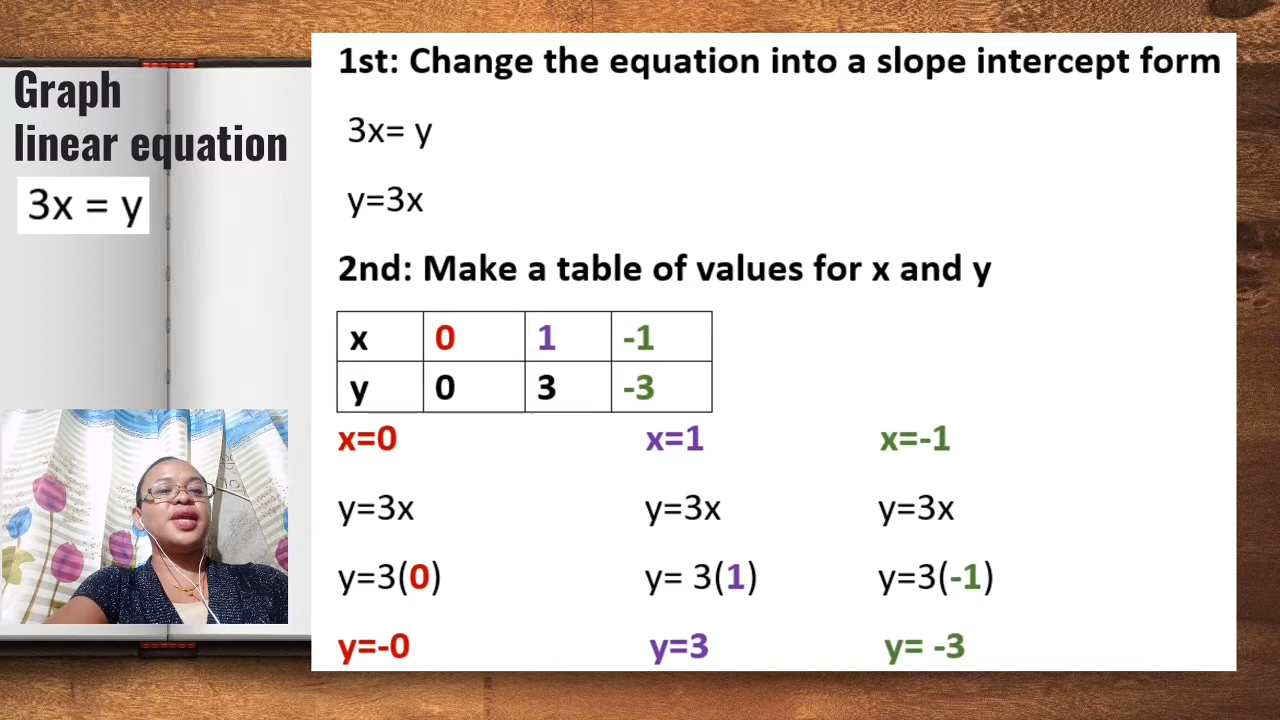 Graph
linear equation
3x = y
1st: Change the equation into a slope intercept form
3x= y
y=3x
2nd: Make a table of values for x and y
x 0 1 -1
y 0 3 -3
x=0 x=1 x=-1
y=3x y=3x y=3x
y=3(0) y= 3(1) y=3(-1)
y=-0 y=3 y= -3